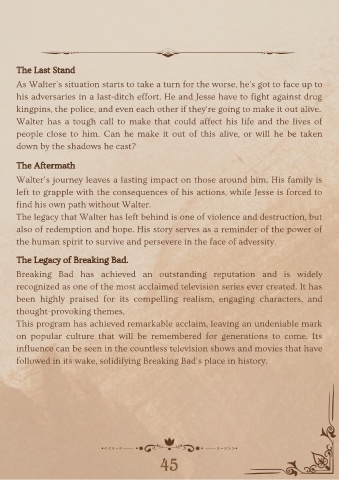 The Last Stand
As Walter's situation starts to take a turn for the worse, he's got to face up to
his adversaries in a last-ditch effort. He and Jesse have to fight against drug
kingpins, the police, and even each other if they're going to make it out alive.
Walter has a tough call to make that could affect his life and the lives of
people close to him. Can he make it out of this alive, or will he be taken
down by the shadows he cast?
The Aftermath
Walter's journey leaves a lasting impact on those around him. His family is
left to grapple with the consequences of his actions, while Jesse is forced to
find his own path without Walter.
The legacy that Walter has left behind is one of violence and destruction, but
also of redemption and hope. His story serves as a reminder of the power of
the human spirit to survive and persevere in the face of adversity.
The Legacy of Breaking Bad.
Breaking Bad has achieved an outstanding reputation and is widely
recognized as one of the most acclaimed television series ever created. It has
been highly praised for its compelling realism, engaging characters, and
thought-provoking themes.
This program has achieved remarkable acclaim, leaving an undeniable mark
on popular culture that will be remembered for generations to come. Its
influence can be seen in the countless television shows and movies that have
followed in its wake, solidifying Breaking Bad's place in history.
45